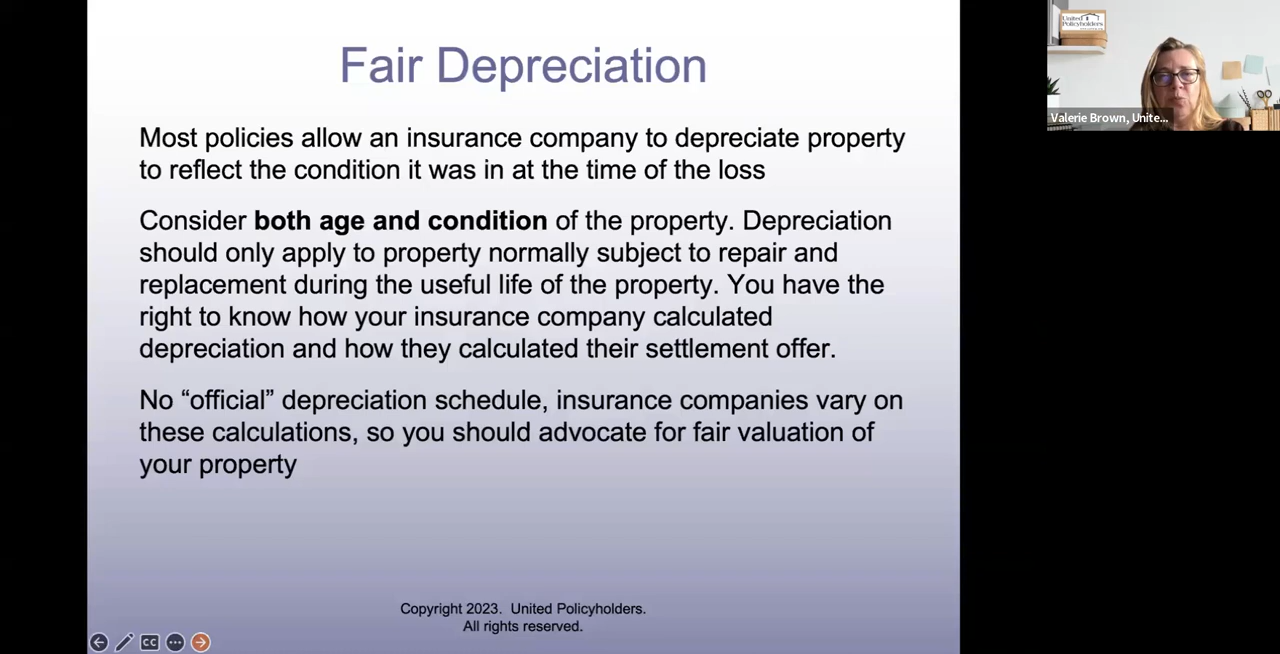 Fair Depreciation
Most policies allow an insurance company to depreciate property
to reflect the condition it was in at the time of the loss
Consider both age and condition of the property. Depreciation
should only apply to property normally subject to repair and
replacement during the useful life of the property. You have the
right to know how your insurance company calculated
depreciation and how they calculated their settlement offer.
No “official” depreciation schedule, insurance companies vary on
these calculations, so you should advocate for fair valuation of
your property
Copyright 2023. United Policyholders.
All rights reserved.
CC
United
Policyholders
Valerie Brown, Unite...